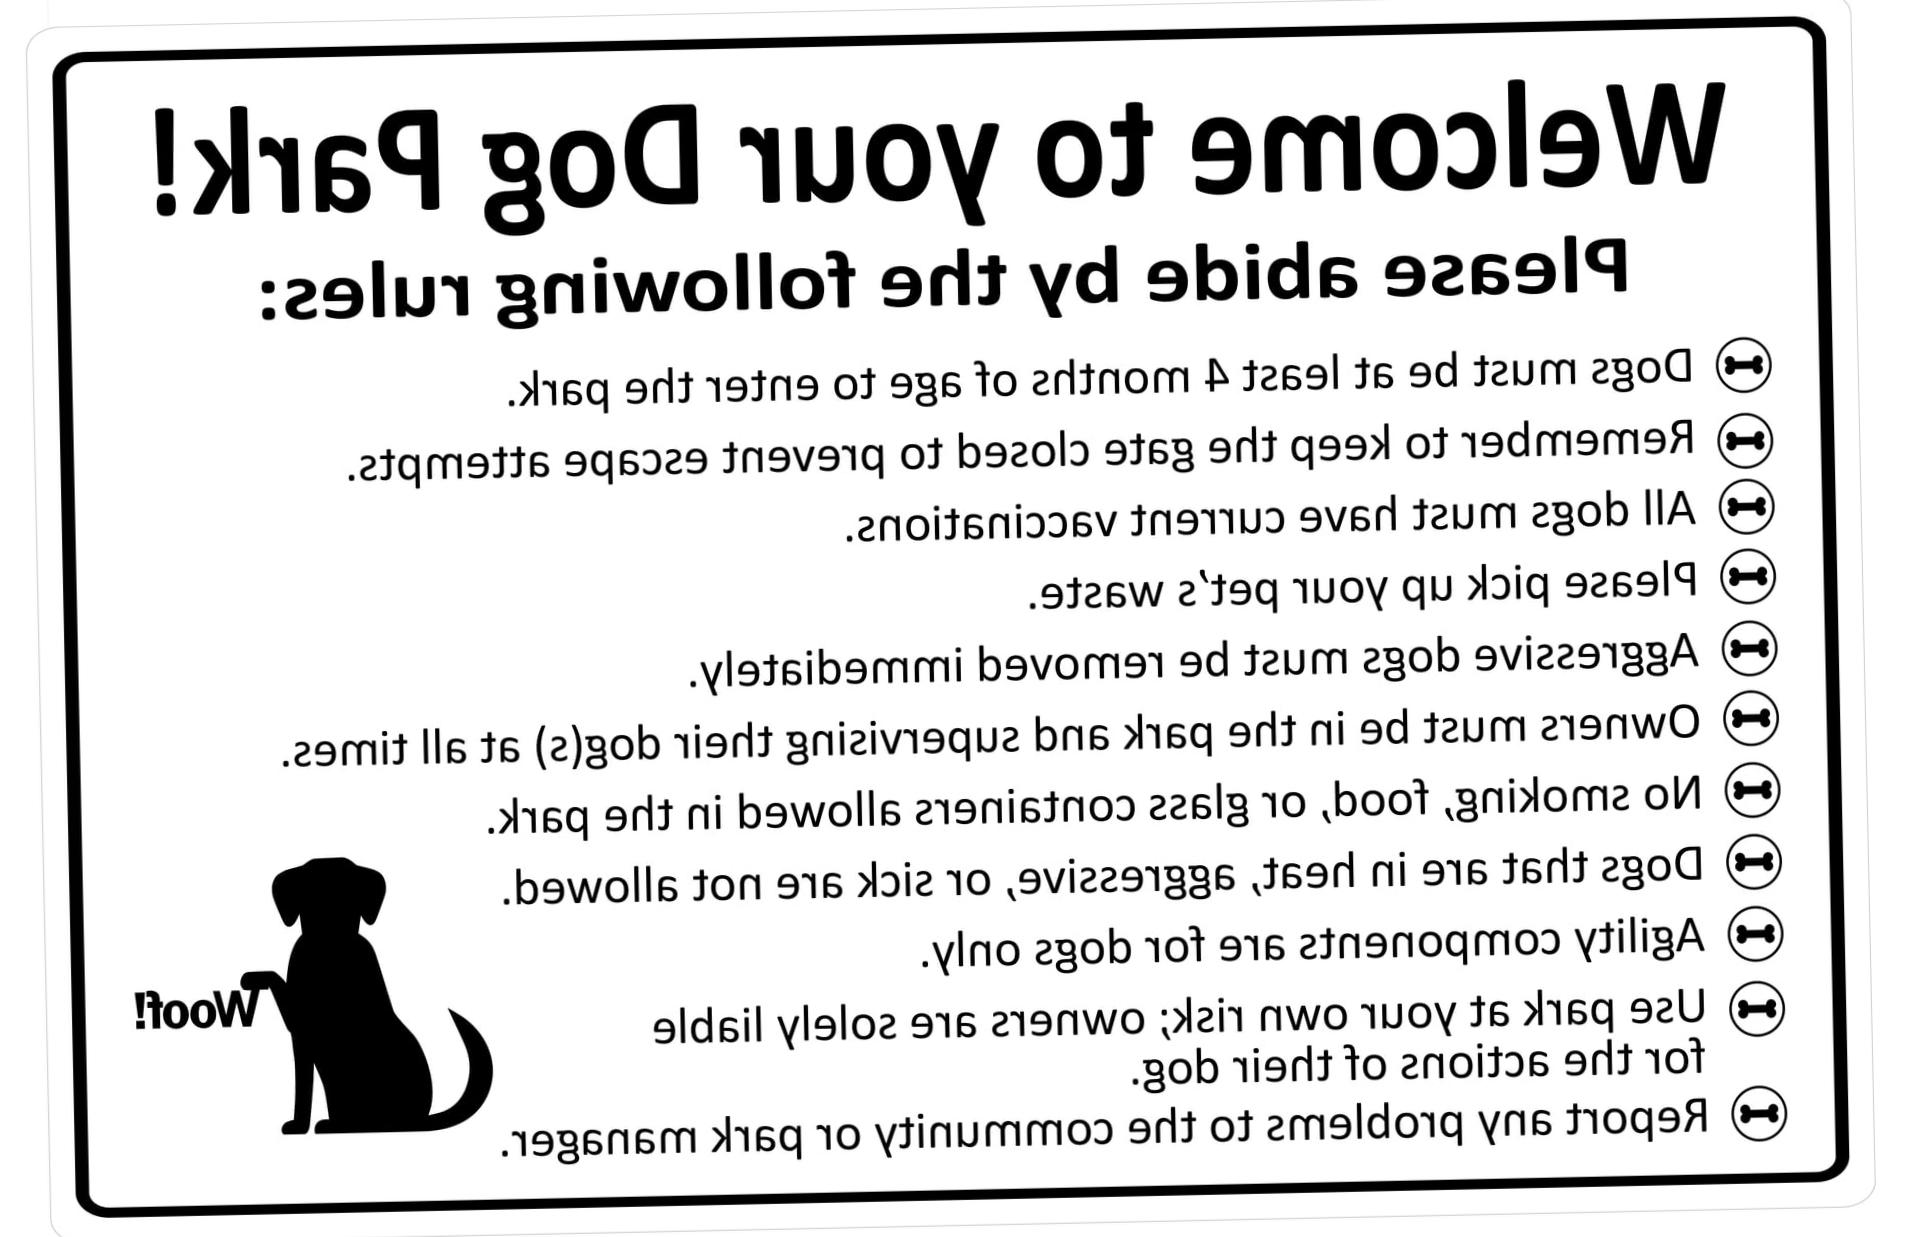 Welcome to your Dog Park!
Please abide by the following rules:
Dogs must be at least 4 months of age to enter the park.
Remember to keep the gate closed to prevent escape attempts.
All dogs must have current vaccinations.
Please pick up your pet's waste.
Aggressive dogs must be removed immediately.
Owners must be in the park and supervising their dog(s) at all times.
No smoking, food, or glass containers allowed in the park.
Dogs that are in heat, aggressive, or sick are not allowed.
Agility components are for dogs only.
Use park at your own risk; owners are solely liable
for the actions of their dog.
Report any problems to the community or park manager.
Woof!